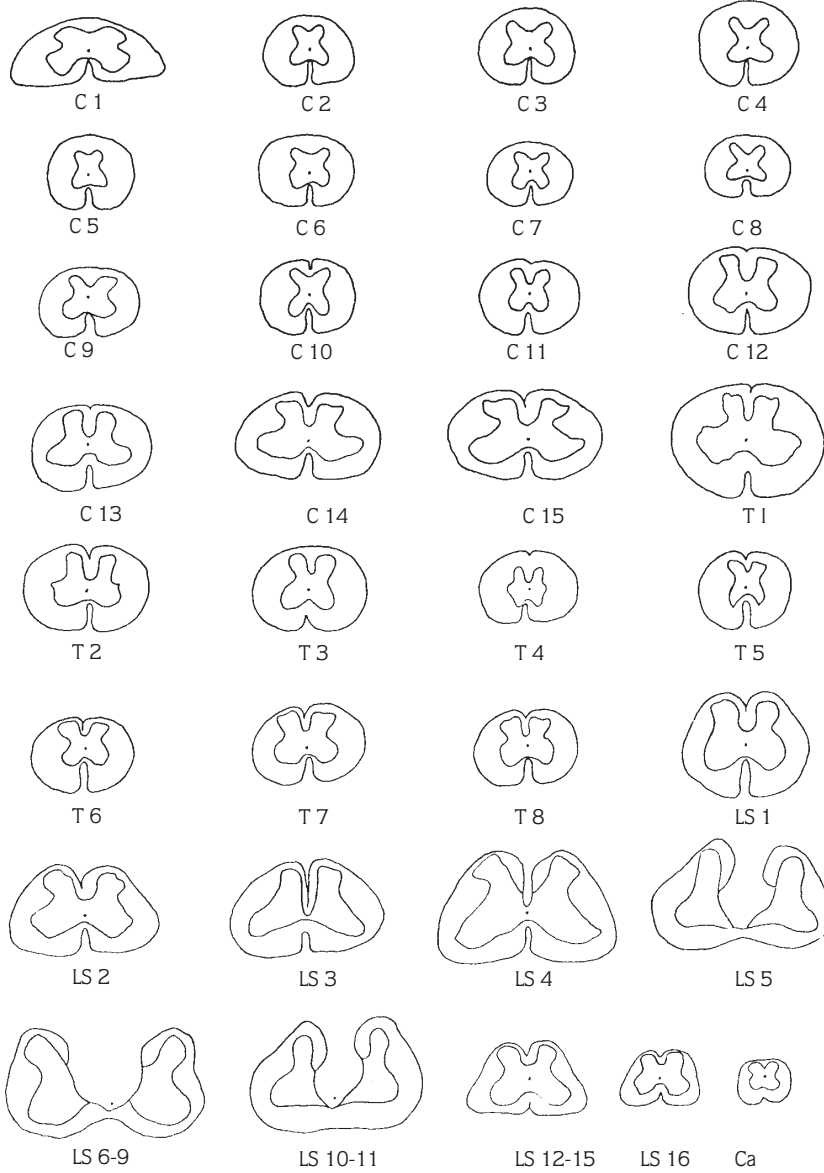 C 1 C 2 C 3 C 4
C 5 C 6 C 7 C 8
C 9 C 10 C 11 C 12
C 13 C 14 C 15 T 1
T 2 T 3 T 4 T 5
T 6 T 7 T 8 LS 1
LS 2 LS 3 LS 4 LS 5
LS 6-9 LS 10-11 LS 12-15 LS 16 Ca